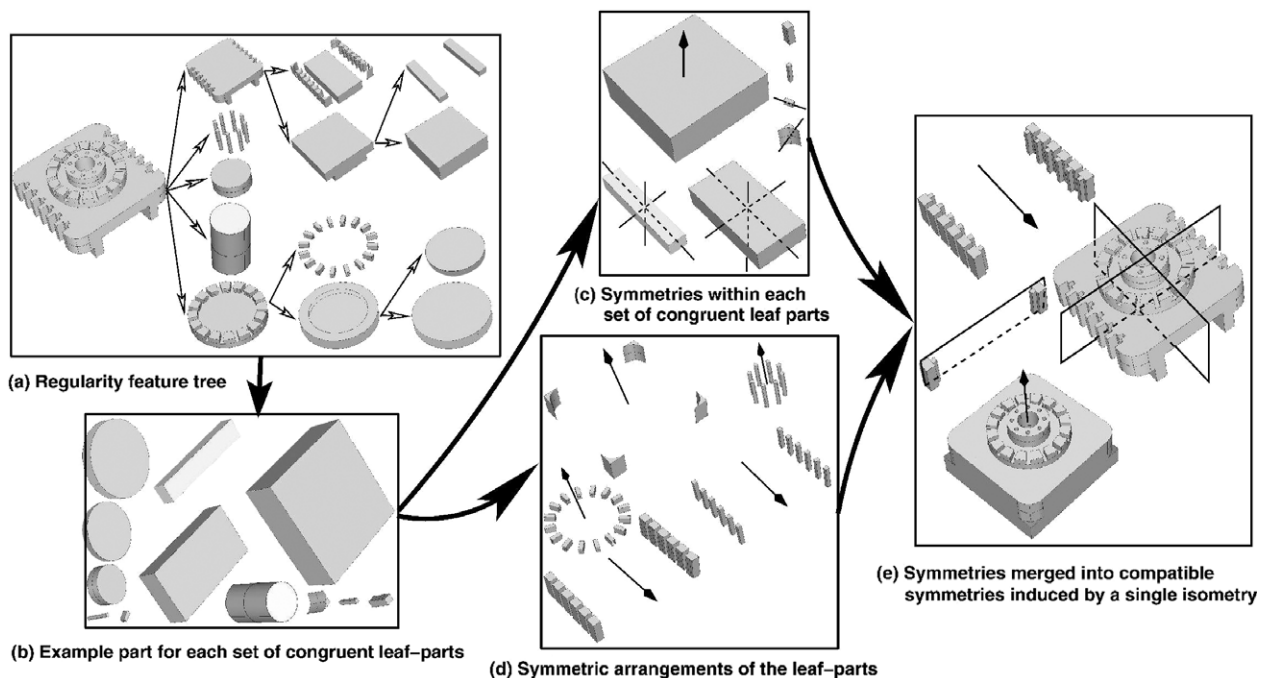 (a) Regularity feature tree
(b) Example part for each set of congruent leaf–parts
(c) Symmetries within each
set of congruent leaf parts
(d) Symmetric arrangements of the leaf–parts
(e) Symmetries merged into compatible
symmetries induced by a single isometry